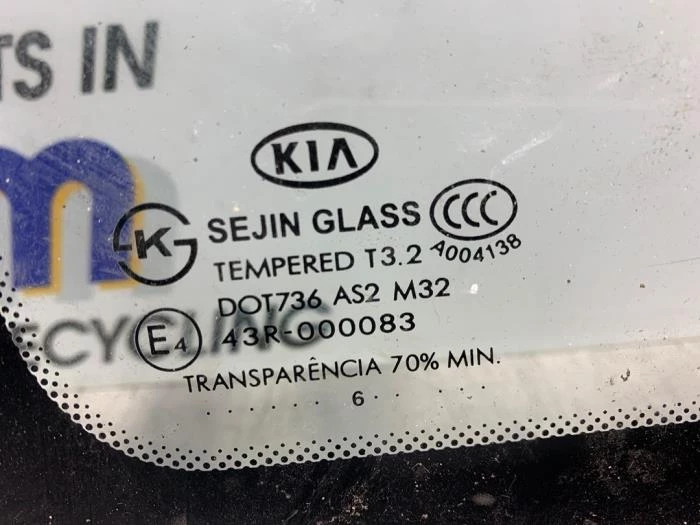 TS IN
m
ECYCLING
KIA
K
SEJIN GLASS
CCC
TEMPERED T3.2
A004138
DOT736 AS2 M32
E4
43R-000083
TRANSPARÊNCIA 70% MIN.
. . . . . . 6 . . . . .